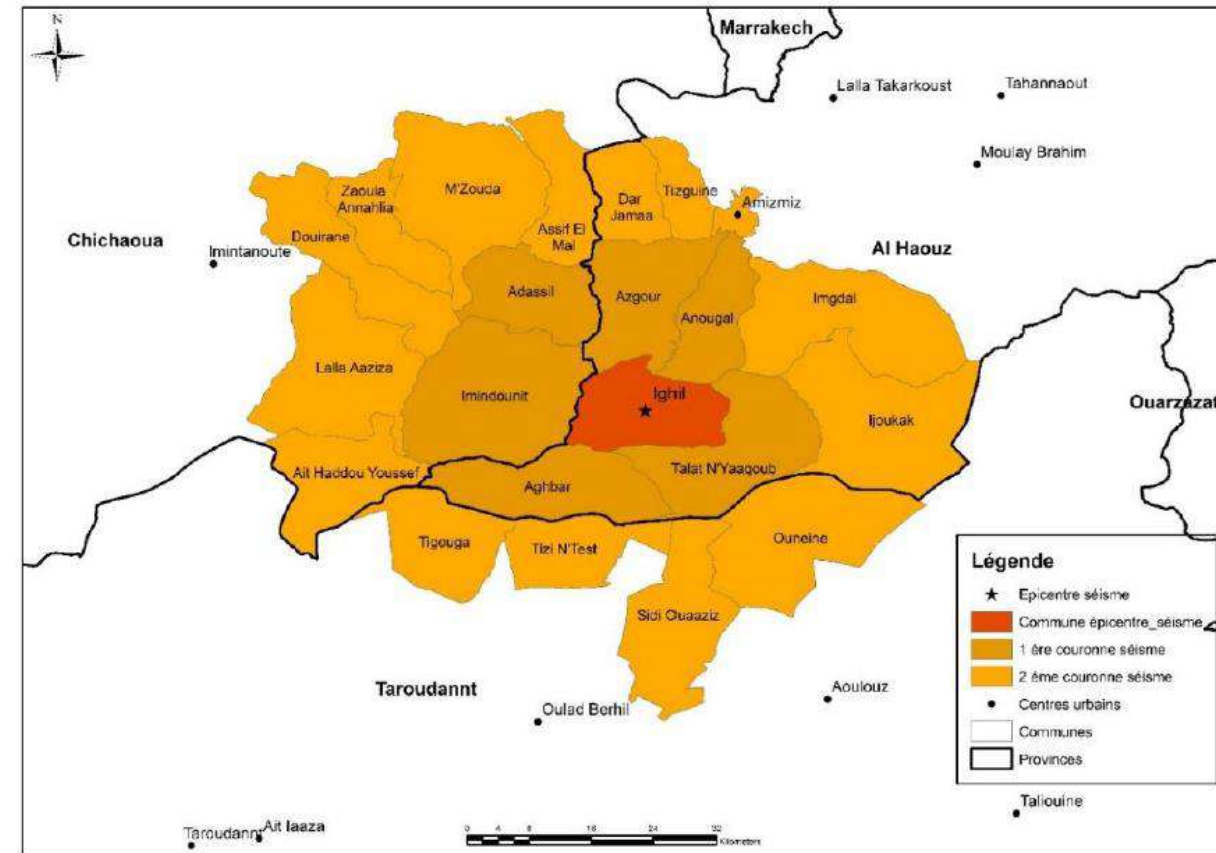 N
Marrakech
Lalla Takarkoust
Tahannaout
Moulay Brahim
M'Zouda
Zaouia
Annahlia
Dar
Jamaa
Tizguine
Amizmiz
Assif El
Mal
Douirane
Chichaoua
Imintanoute
Al Haouz
Adassil
Azgour
Anougal
Imgdal
Lalla Aaziza
Imindounit
Ighil
Ijoukak
Ouarzazat
Ait Haddou Youssef
Talat N'Yaaqoub
Aghbar
Tigouga
Tizi N'Test
Ouneine
Sidi Ouaaziz
Taroudannt
Oulad Berhil
Aoulouz
Taliouine
Ait Iaaza
Taroudannt
Légende
Epicentre séisme
Commune épicentre_séisme
1 ère couronne séisme
2 éme couronne séisme
Centres urbains
Communes
Provinces
0 4 8 16 24 32
Kilometers